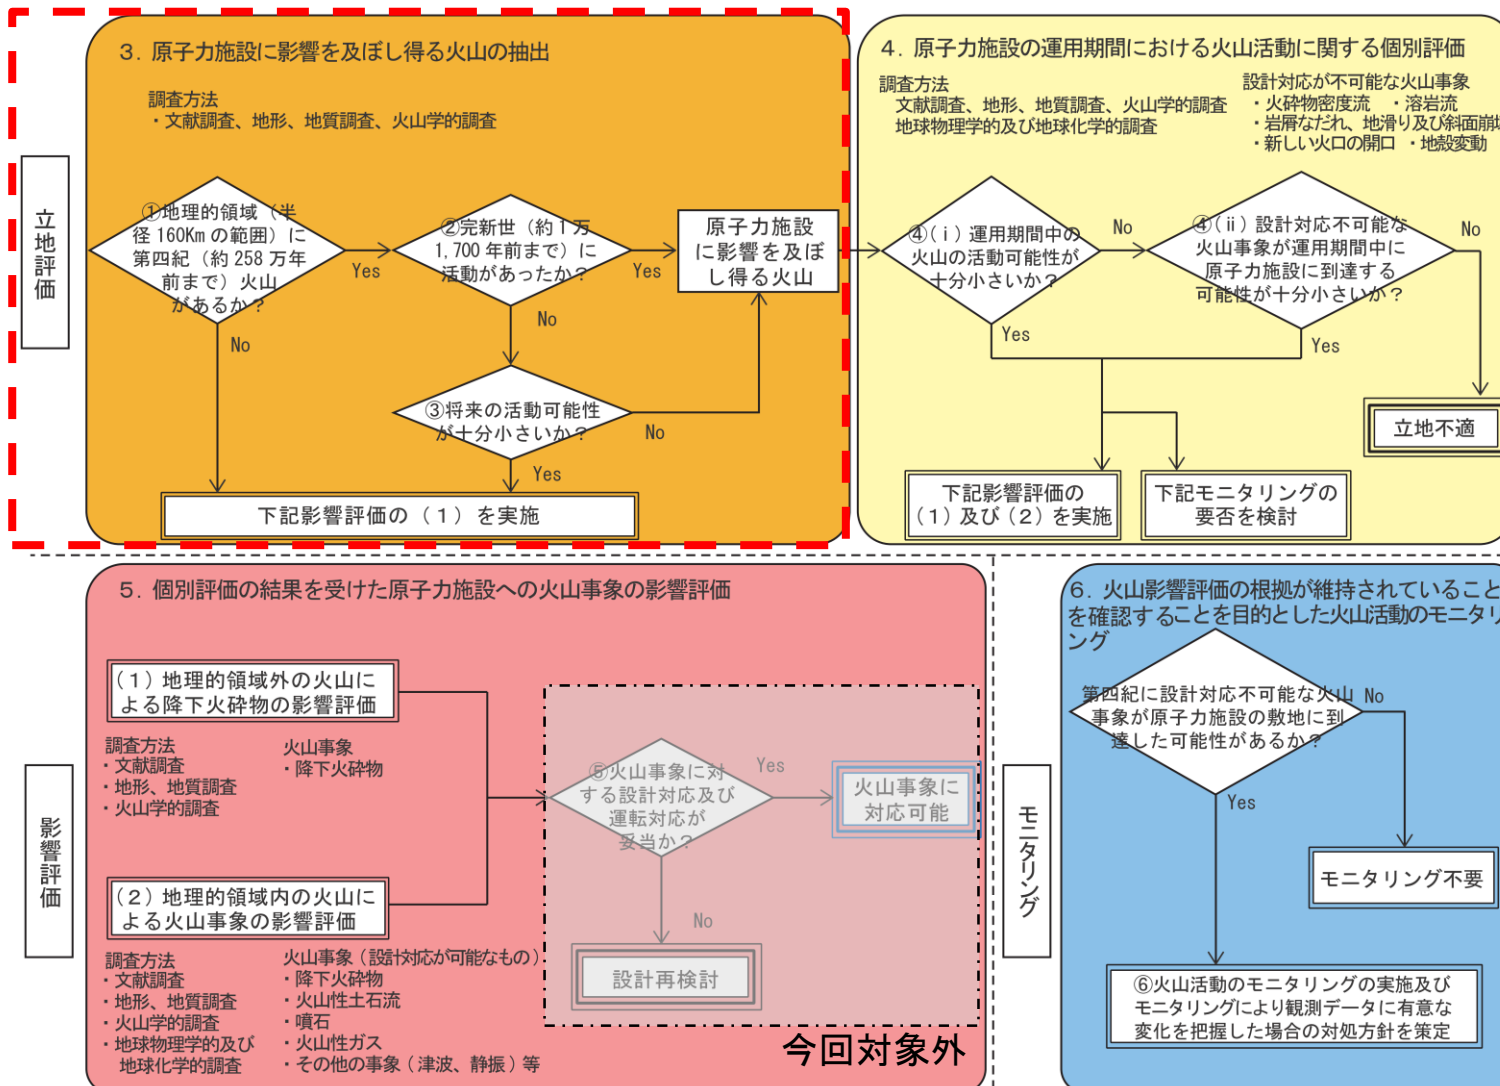 立地評価
3. 原子力施設に影響を及ぼし得る火山の抽出
調査方法
・文献調査、地形、地質調査、火山学的調査
①地理的領域（半
径 160Km の範囲）に
第四紀（約 258 万年
前まで）火山
があるか？
Yes
No
②完新世（約１万
1,700 年前まで）に
活動があったか？
Yes
No
原子力施設
に影響を及ぼ
し得る火山
③将来の活動可能性
が十分小さいか？
No
Yes
下記影響評価の（１）を実施
4. 原子力施設の運用期間における火山活動に関する個別評価
調査方法
文献調査、地形、地質調査、火山学的調査
地球物理学的及び地球化学的調査
設計対応が不可能な火山事象
・火砕物密度流　・溶岩流
・岩屑なだれ、地滑り及び斜面崩壊
・新しい火口の開口　・地殻変動
④(ⅰ) 運用期間中の
火山の活動可能性が
十分小さいか？
No
Yes
④(ⅱ) 設計対応不可能な
火山事象が運用期間中に
原子力施設に到達する
可能性が十分小さいか？
No
Yes
立地不適
下記影響評価の
（１）及び（２）を実施
下記モニタリングの
要否を検討
影響評価
5. 個別評価の結果を受けた原子力施設への火山事象の影響評価
（１）地理的領域外の火山に
よる降下火砕物の影響評価
調査方法
・文献調査
・地形、地質調査
・火山学的調査
火山事象
・降下火砕物
（２）地理的領域内の火山に
よる火山事象の影響評価
調査方法
・文献調査
・地形、地質調査
・火山学的調査
・地球物理学的及び
地球化学的調査
火山事象（設計対応が可能なもの）
・降下火砕物
・火山性土石流
・噴石
・火山性ガス
・その他の事象（津波、静振）等
⑤火山事象に対
する設計対応及び
運転対応が
妥当か？
Yes
No
火山事象に
対応可能
設計再検討
今回対象外
モニタリング
6. 火山影響評価の根拠が維持されていること
を確認することを目的とした火山活動のモニタリ
ング
第四紀に設計対応不可能な火山
事象が原子力施設の敷地に到
達した可能性があるか？
No
Yes
モニタリング不要
⑥火山活動のモニタリングの実施及び
モニタリングにより観測データに有意な
変化を把握した場合の対処方針を策定